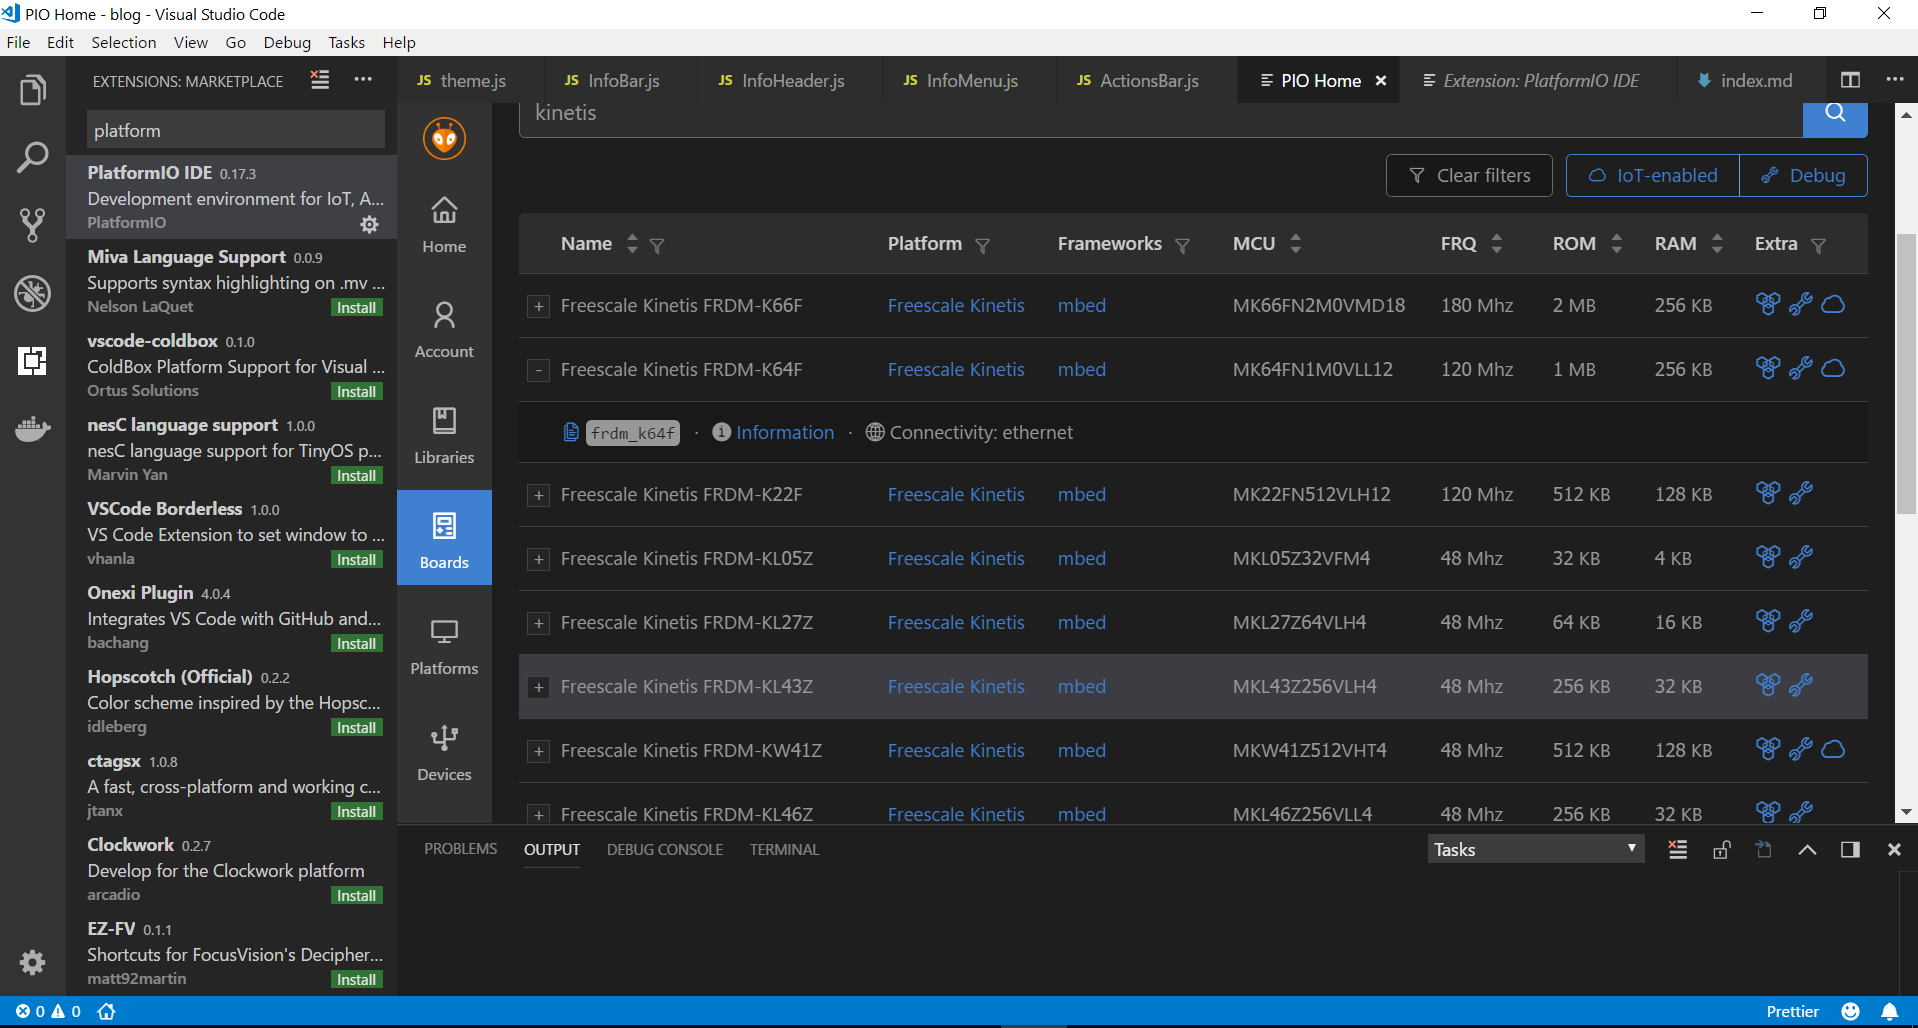 PIO Home - blog - Visual Studio Code
File Edit Selection View Go Debug Tasks Help
EXTENSIONS: MARKETPLACE
platform
PlatformIO IDE 0.17.3
Development environment for IoT, A...
PlatformIO
Miva Language Support 0.0.9
Supports syntax highlighting on .mv ...
Nelson LaQuet Install
vscode-coldbox 0.1.0
ColdBox Platform Support for Visual ...
Ortus Solutions Install
nesC language support 1.0.0
nesC language support for TinyOS p...
Marvin Yan Install
VSCode Borderless 1.0.0
VS Code Extension to set window to ...
vhanla Install
Onexi Plugin 4.0.4
Integrates VS Code with GitHub and...
bachang Install
Hopscotch (Official) 0.2.2
Color scheme inspired by the Hopsc...
idleberg Install
ctagsx 1.0.8
A fast, cross-platform and working c...
jtanx Install
Clockwork 0.2.7
Develop for the Clockwork platform
arcadio Install
EZ-FV 0.1.1
Shortcuts for FocusVision's Decipher...
matt92martin Install
JS theme.js JS InfoBar.js JS InfoHeader.js JS InfoMenu.js JS ActionsBar.js PIO Home Extension: PlatformIO IDE index.md
Home
Account
Libraries
Boards
Platforms
Devices
kinetis
Clear filters IoT-enabled Debug
Name Platform Frameworks MCU FRQ ROM RAM Extra
+ Freescale Kinetis FRDM-K66F Freescale Kinetis mbed MK66FN2M0VMD18 180 Mhz 2 MB 256 KB
- Freescale Kinetis FRDM-K64F Freescale Kinetis mbed MK64FN1M0VLL12 120 Mhz 1 MB 256 KB
frdm_k64f · Information · Connectivity: ethernet
+ Freescale Kinetis FRDM-K22F Freescale Kinetis mbed MK22FN512VLH12 120 Mhz 512 KB 128 KB
+ Freescale Kinetis FRDM-KL05Z Freescale Kinetis mbed MKL05Z32VFM4 48 Mhz 32 KB 4 KB
+ Freescale Kinetis FRDM-KL27Z Freescale Kinetis mbed MKL27Z64VLH4 48 Mhz 64 KB 16 KB
+ Freescale Kinetis FRDM-KL43Z Freescale Kinetis mbed MKL43Z256VLH4 48 Mhz 256 KB 32 KB
+ Freescale Kinetis FRDM-KW41Z Freescale Kinetis mbed MKW41Z512VHT4 48 Mhz 512 KB 128 KB
+ Freescale Kinetis FRDM-KL46Z Freescale Kinetis mbed MKL46Z256VLL4 48 Mhz 256 KB 32 KB
PROBLEMS OUTPUT DEBUG CONSOLE TERMINAL Tasks
0 0 Prettier